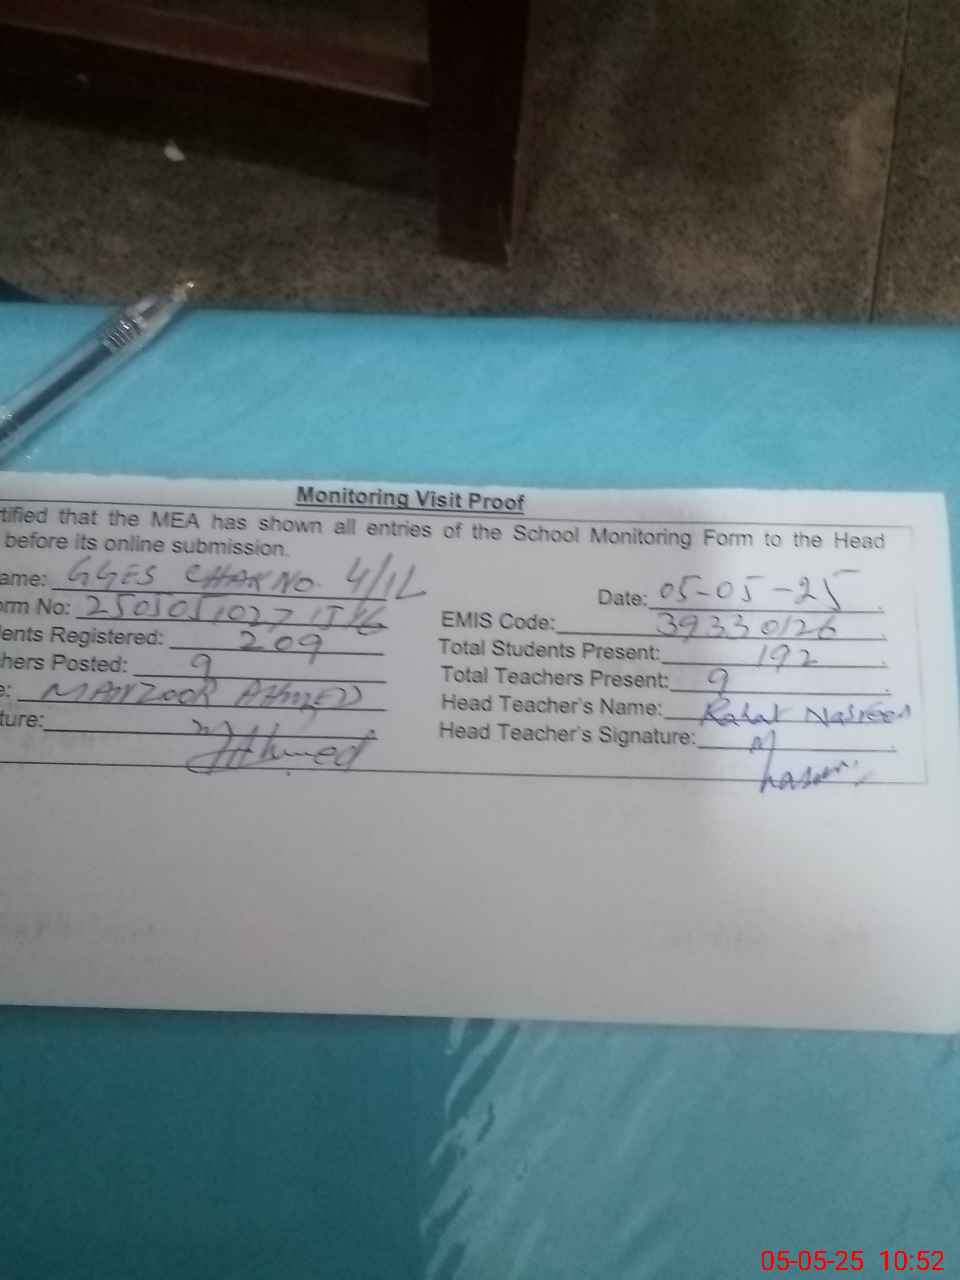 Monitoring Visit Proof
tified that the MEA has shown all entries of the School Monitoring Form to the Head
before its online submission.
ame: GGES CHAK NO. 4/1L Date: 05-05-25
orm No: EMIS Code: 39330126
ents Registered: 209 Total Students Present: 192
hers Posted: 9 Total Teachers Present: 9
e: MANZOOR AHMED Head Teacher's Name: Rahat Nasreen
ture: Ahmed Head Teacher's Signature:
05-05-25 10:52